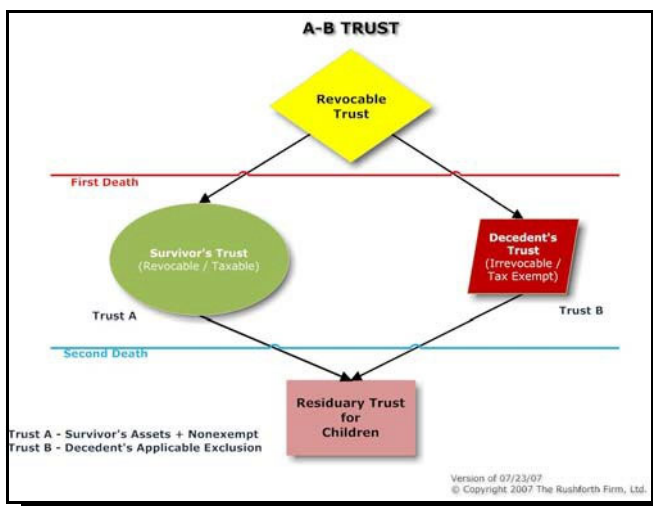 A-B TRUST
Revocable
Trust
First Death
Survivor's Trust
(Revocable / Taxable)
Decedent's
Trust
(Irrevocable /
Tax Exempt)
Trust A
Trust B
Second Death
Residuary Trust
for
Children
Trust A - Survivor's Assets + Nonexempt
Trust B - Decedent's Applicable Exclusion
Version of 07/23/07
© Copyright 2007 The Rushforth Firm, Ltd.